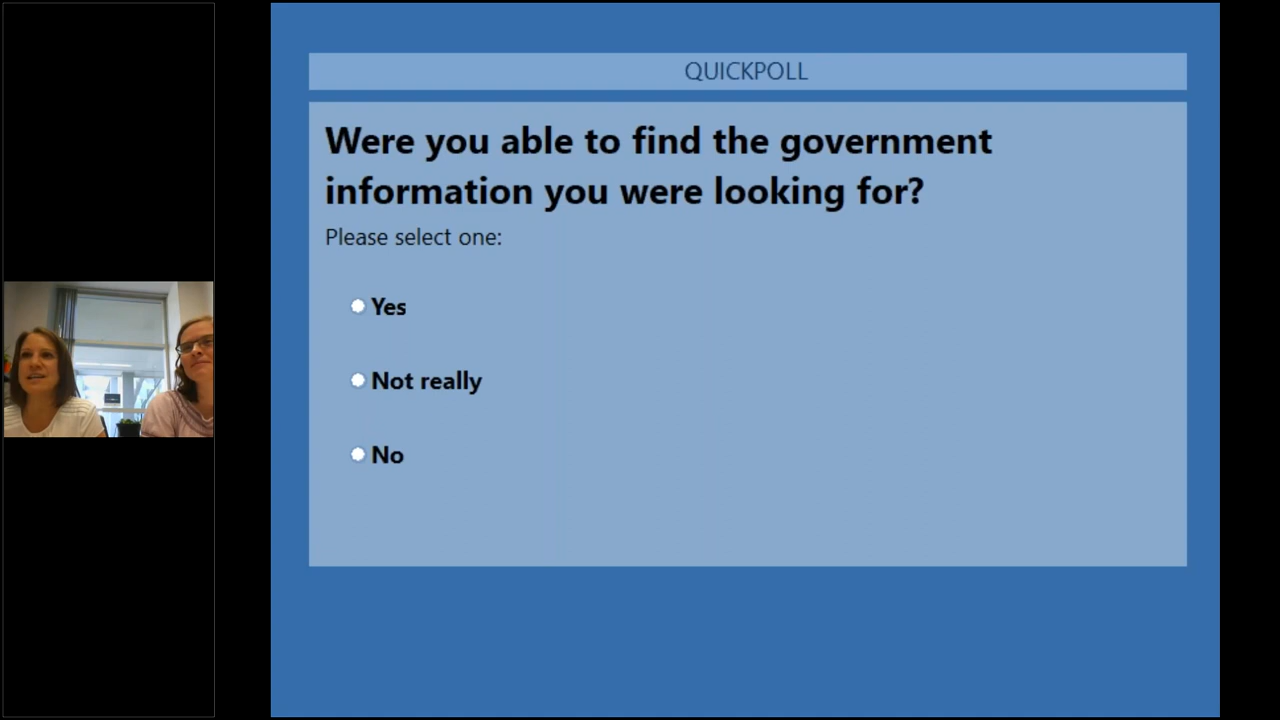 QUICKPOLL
Were you able to find the government
information you were looking for?
Please select one:
Yes
Not really
No